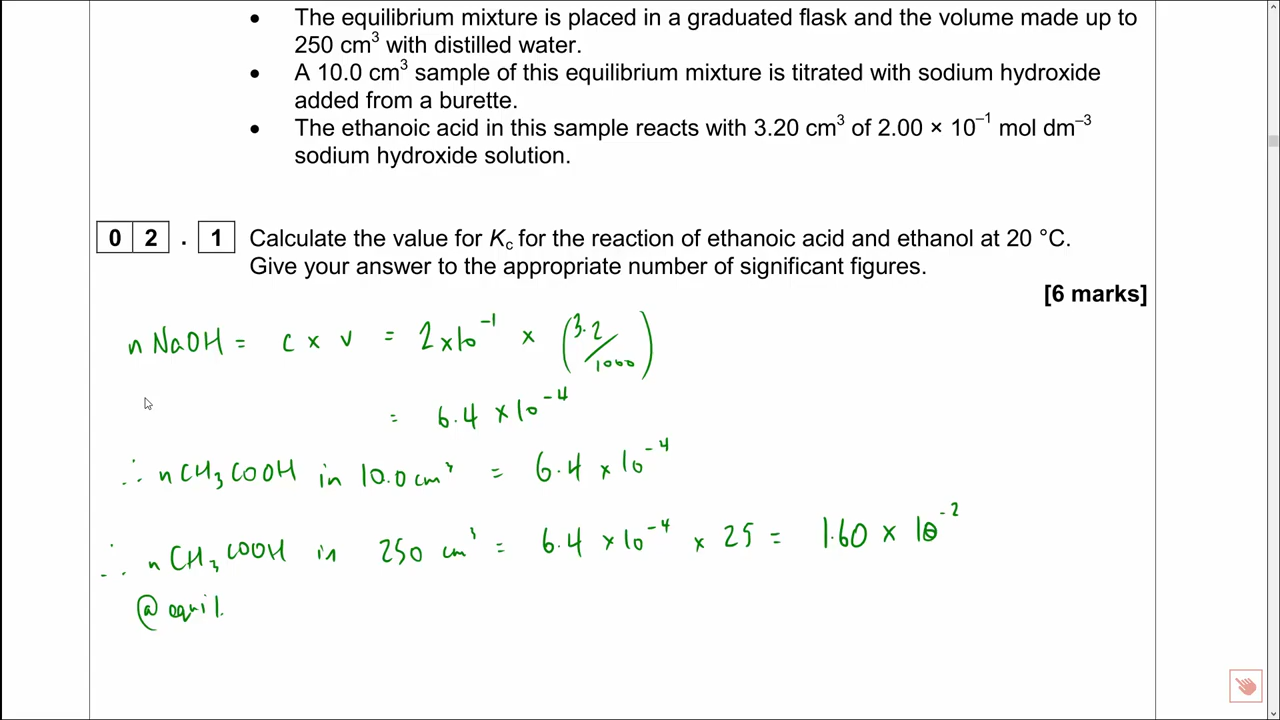 • The equilibrium mixture is placed in a graduated flask and the volume made up to
250 cm³ with distilled water.
• A 10.0 cm³ sample of this equilibrium mixture is titrated with sodium hydroxide
added from a burette.
• The ethanoic acid in this sample reacts with 3.20 cm³ of 2.00 × 10⁻¹ mol dm⁻³
sodium hydroxide solution.
0 2 . 1 Calculate the value for Kc for the reaction of ethanoic acid and ethanol at 20 °C.
Give your answer to the appropriate number of significant figures.
[6 marks]
n NaOH = c × v = 2 × 10⁻¹ × (3.2/1000)
= 6.4 × 10⁻⁴
∴ n CH₃COOH in 10.0 cm³ = 6.4 × 10⁻⁴
∴ n CH₃COOH in 250 cm³ = 6.4 × 10⁻⁴ × 25 = 1.60 × 10⁻²
@ equil.